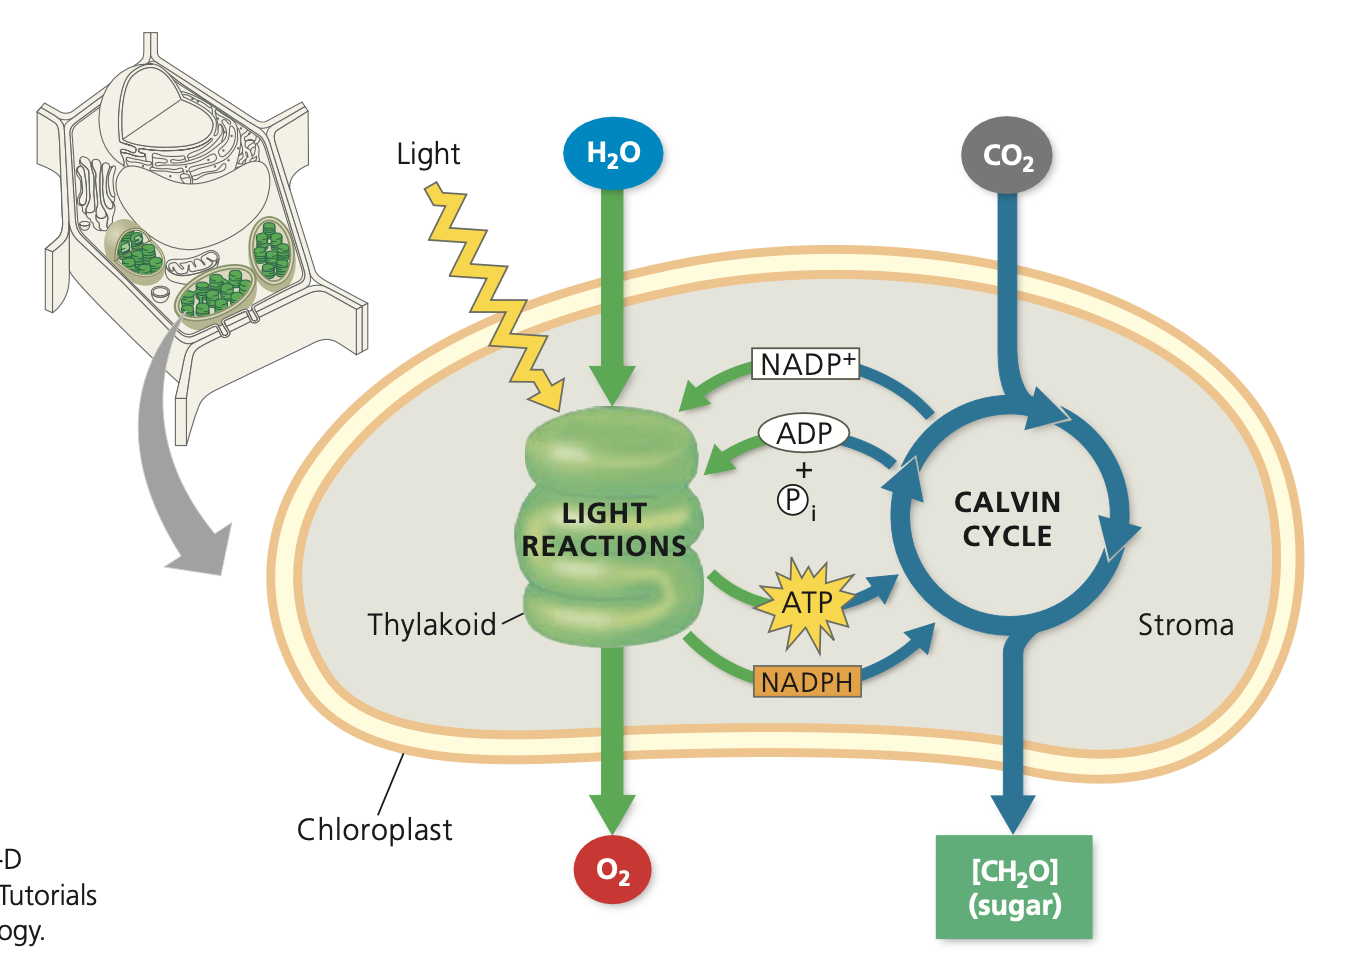 Light
H₂O
CO₂
NADP⁺
ADP
+
Pᵢ
LIGHT
REACTIONS
CALVIN
CYCLE
ATP
Thylakoid
Stroma
NADPH
Chloroplast
O₂
[CH₂O]
(sugar)
-D
Tutorials
ogy.